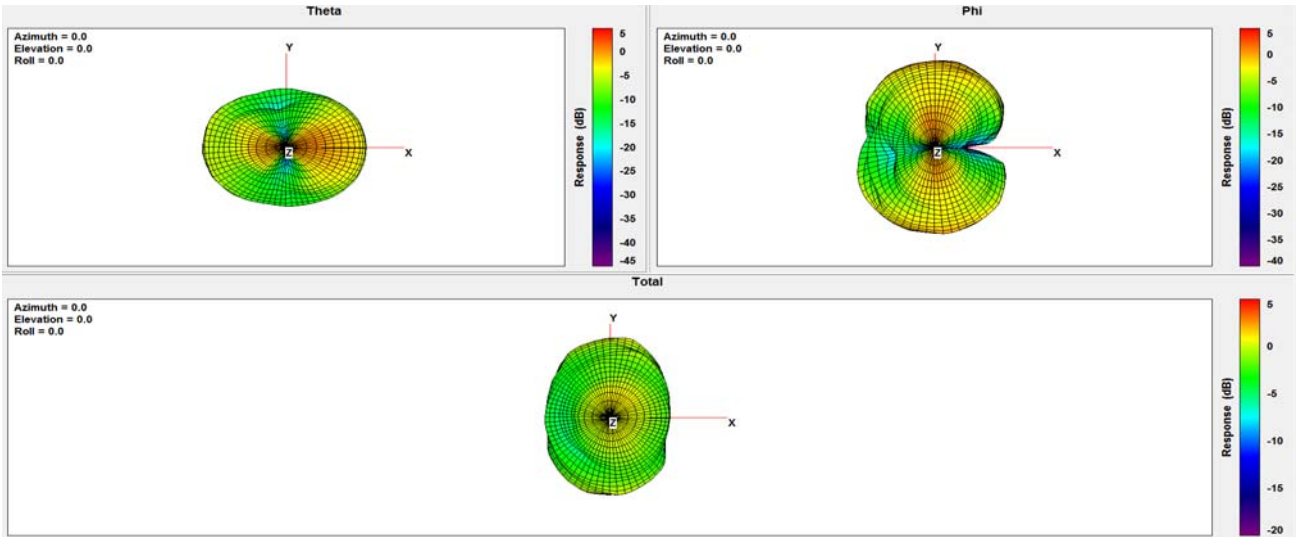 Theta
Azimuth = 0.0
Elevation = 0.0
Roll = 0.0
Y
X
Z
Response (dB)
5
0
-5
-10
-15
-20
-25
-30
-35
-40
-45
Phi
Azimuth = 0.0
Elevation = 0.0
Roll = 0.0
Y
X
Z
Response (dB)
5
0
-5
-10
-15
-20
-25
-30
-35
-40
Total
Azimuth = 0.0
Elevation = 0.0
Roll = 0.0
Y
X
Z
Response (dB)
5
0
-5
-10
-15
-20